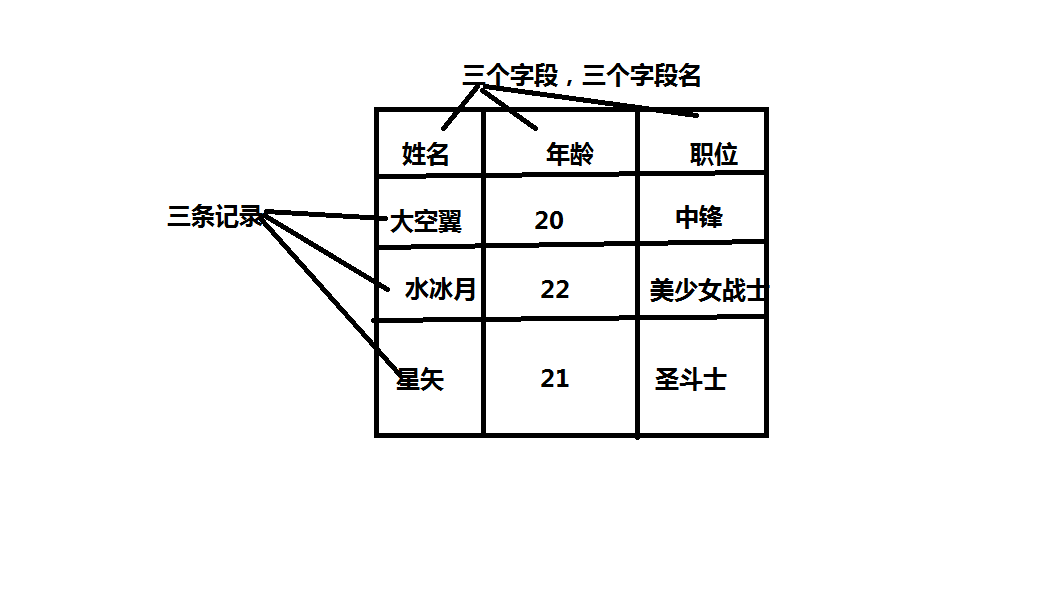 三个字段，三个字段名
姓名 年龄 职位
三条记录
大空翼 20 中锋
水冰月 22 美少女战士
星矢 21 圣斗士